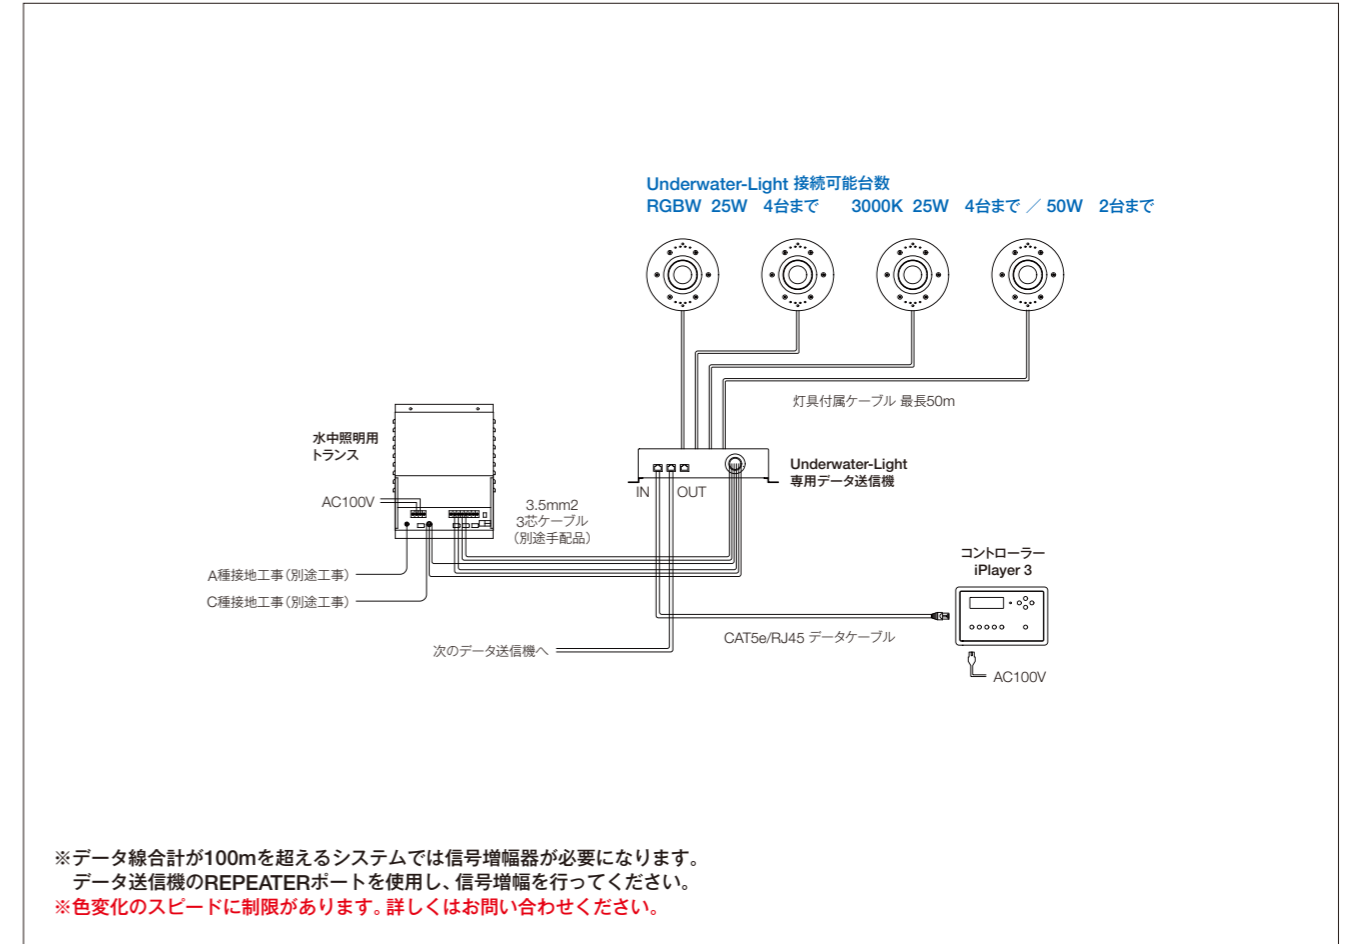 Underwater-Light 接続可能台数
RGBW 25W 4台まで 3000K 25W 4台まで ／ 50W 2台まで
灯具付属ケーブル 最長50m
水中照明用
トランス
Underwater-Light
専用データ送信機
IN OUT
AC100V
3.5mm2
3芯ケーブル
（別途手配品）
コントローラー
iPlayer 3
A種接地工事（別途工事）
C種接地工事（別途工事）
CAT5e/RJ45 データケーブル
次のデータ送信機へ
AC100V
※データ線合計が100mを超えるシステムでは信号増幅器が必要になります。
データ送信機のREPEATERポートを使用し、信号増幅を行ってください。
※色変化のスピードに制限があります。詳しくはお問い合わせください。